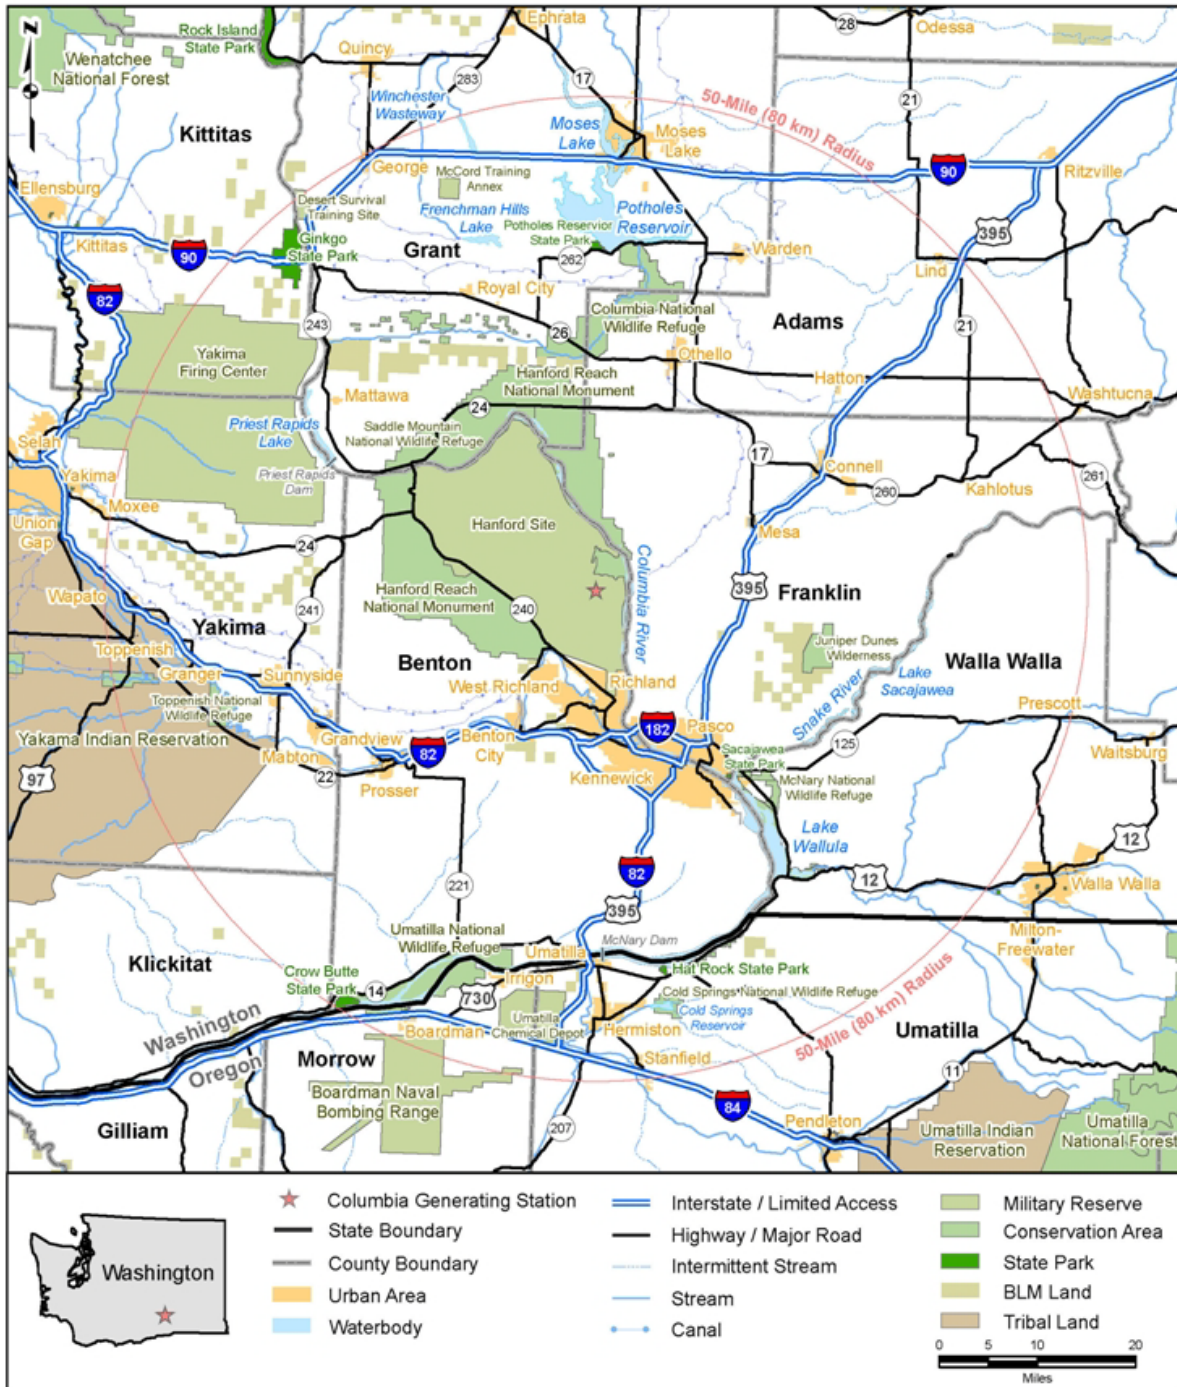 Rock Island
State Park
Wenatchee
National Forest
Quincy
Ephrata
Odessa
28
283
17
21
Winchester
Wasteway
50-Mile (80 km) Radius
Kittitas
Moses
Lake
Moses
Lake
George
McCord Training
Annex
90
Ritzville
Ellensburg
Desert Survival
Training Site
Frenchman Hills
Lake
Potholes
Reservoir
Potholes Reservior
State Park
395
Kittitas
90
Ginkgo
State Park
Grant
262
Warden
Lind
82
Royal City
Columbia National
Wildlife Refuge
Adams
21
243
26
Yakima
Firing Center
Othello
Hanford Reach
National Monument
Hatton
Mattawa
24
Washtucna
Priest Rapids
Lake
Saddle Mountain
National Wildlife Refuge
Selah
Priest Rapids
Dam
17
Connell
Yakima
Moxee
260
Kahlotus
261
Union
Gap
Hanford Site
Mesa
24
Columbia River
Wapato
Hanford Reach
National Monument
395
Franklin
241
240
Yakima
Juniper Dunes
Wilderness
Toppenish
Benton
Walla Walla
Granger
Sunnyside
West Richland
Richland
Lake
Sacajawea
Snake River
Toppenish National
Wildlife Refuge
Prescott
Yakama Indian Reservation
Grandview
Benton
City
182
Pasco
125
Waitsburg
Mabton
82
Sacajawea
State Park
97
22
Prosser
Kennewick
McNary National
Wildlife Refuge
Lake
Wallula
12
82
12
Walla Walla
221
395
Umatilla National
Wildlife Refuge
McNary Dam
Milton-
Freewater
Klickitat
Umatilla
Crow Butte
State Park
Irrigon
Hat Rock State Park
14
730
Cold Springs National Wildlife Refuge
Washington
Umatilla
Chemical Depot
Cold Springs
Reservoir
Umatilla
Boardman
Hermiston
Oregon
Morrow
Stanfield
50-Mile (80 km) Radius
11
Boardman Naval
Bombing Range
84
Gilliam
207
Pendleton
Umatilla Indian
Reservation
Umatilla
National Forest
Washington
Columbia Generating Station
State Boundary
County Boundary
Urban Area
Waterbody
Interstate / Limited Access
Highway / Major Road
Intermittent Stream
Stream
Canal
Military Reserve
Conservation Area
State Park
BLM Land
Tribal Land
0 5 10 20
Miles
N